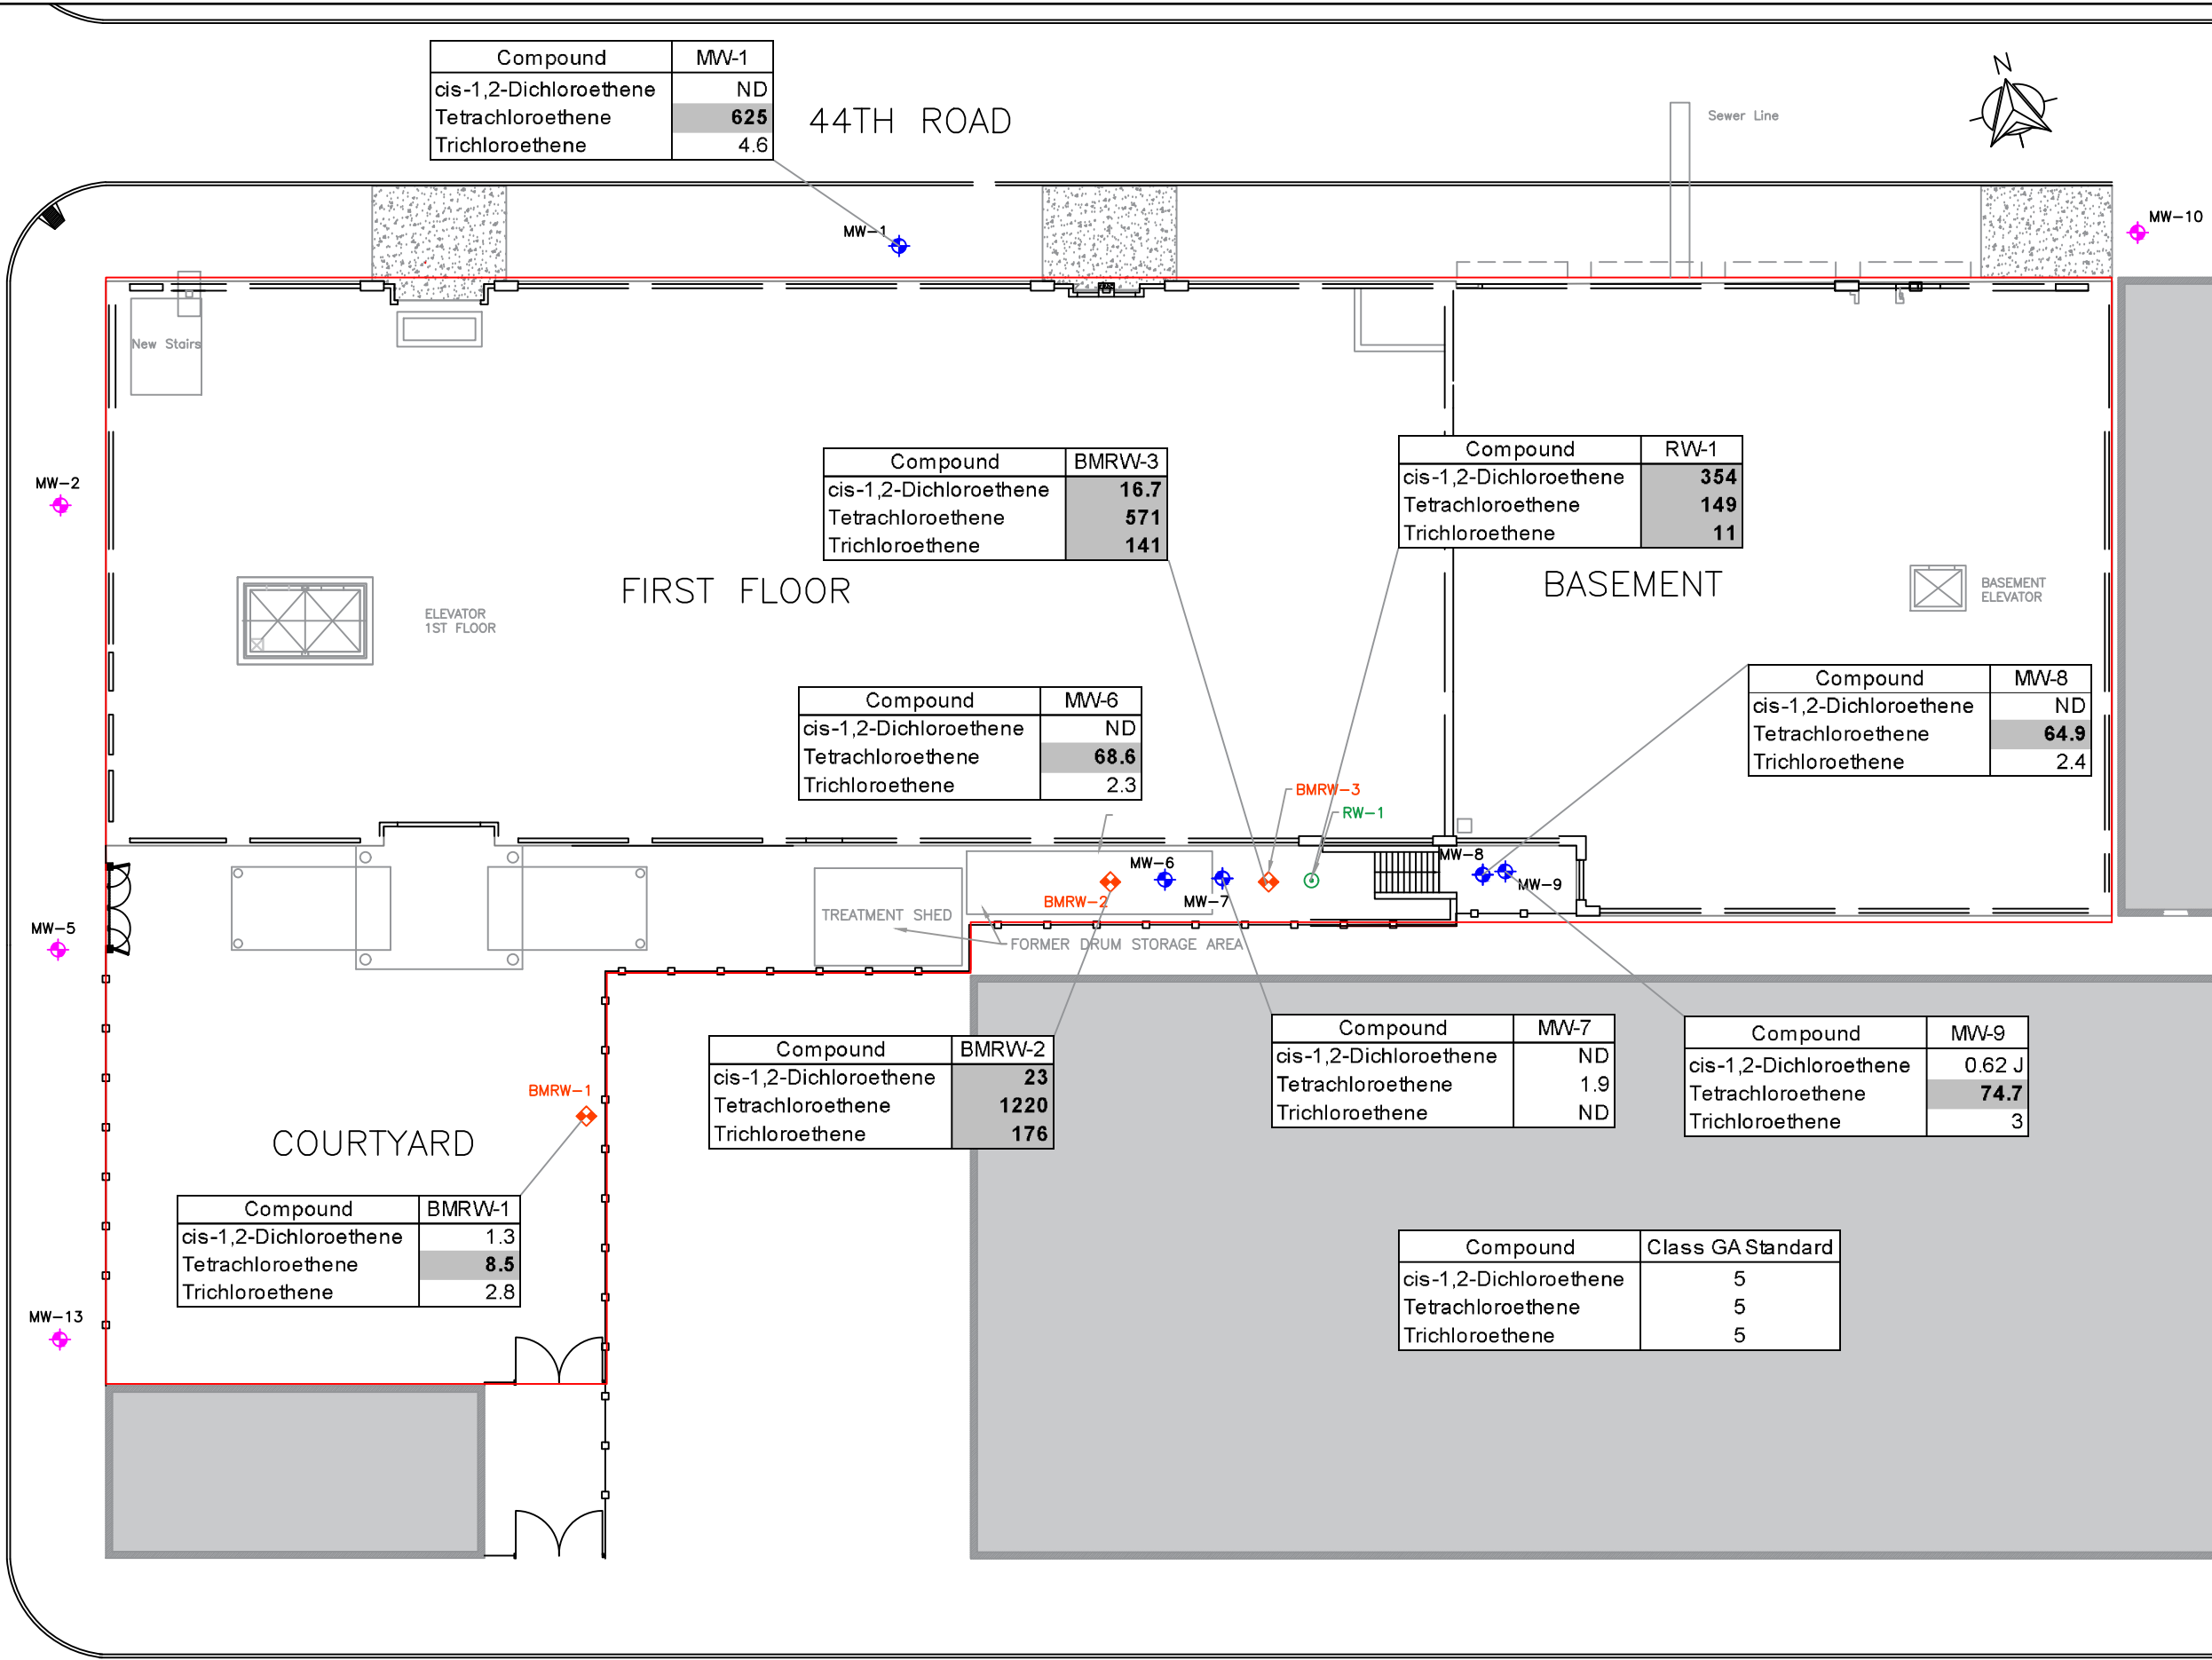 Compound MW-1
cis-1,2-Dichloroethene ND
Tetrachloroethene 625
Trichloroethene 4.6
44TH ROAD
N
Sewer Line
MW-1
MW-10
New Stairs
MW-2
Compound BMRW-3
cis-1,2-Dichloroethene 16.7
Tetrachloroethene 571
Trichloroethene 141
Compound RW-1
cis-1,2-Dichloroethene 354
Tetrachloroethene 149
Trichloroethene 11
FIRST FLOOR
BASEMENT
ELEVATOR
1ST FLOOR
BASEMENT
ELEVATOR
Compound MW-6
cis-1,2-Dichloroethene ND
Tetrachloroethene 68.6
Trichloroethene 2.3
Compound MW-8
cis-1,2-Dichloroethene ND
Tetrachloroethene 64.9
Trichloroethene 2.4
BMRW-3
RW-1
MW-6
MW-8
MW-9
BMRW-2
MW-7
TREATMENT SHED
FORMER DRUM STORAGE AREA
MW-5
Compound BMRW-2
cis-1,2-Dichloroethene 23
Tetrachloroethene 1220
Trichloroethene 176
Compound MW-7
cis-1,2-Dichloroethene ND
Tetrachloroethene 1.9
Trichloroethene ND
Compound MW-9
cis-1,2-Dichloroethene 0.62 J
Tetrachloroethene 74.7
Trichloroethene 3
BMRW-1
COURTYARD
Compound BMRW-1
cis-1,2-Dichloroethene 1.3
Tetrachloroethene 8.5
Trichloroethene 2.8
MW-13
Compound Class GA Standard
cis-1,2-Dichloroethene 5
Tetrachloroethene 5
Trichloroethene 5